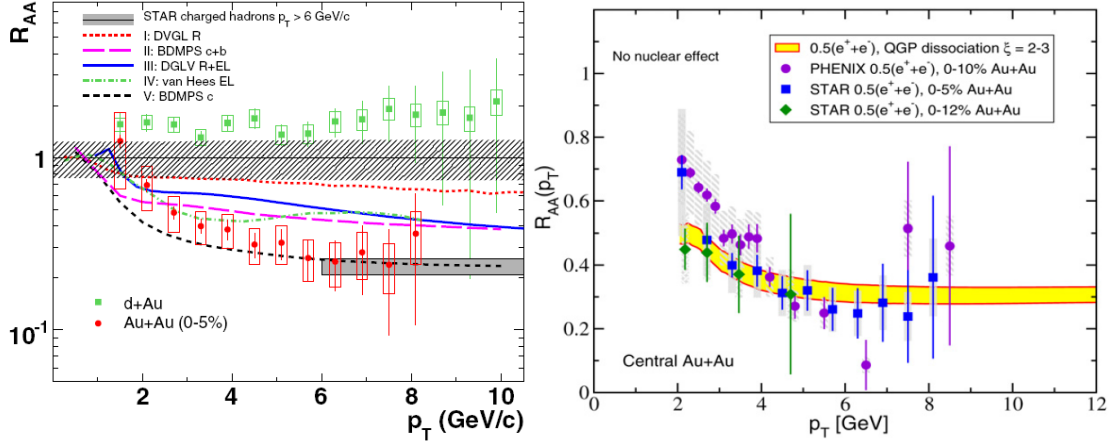 R_AA
STAR charged hadrons p_T > 6 GeV/c
I: DVGL R
II: BDMPS c+b
III: DGLV R+EL
IV: van Hees EL
V: BDMPS c
1
10^-1
d+Au
Au+Au (0-5%)
2 4 6 8 10
p_T (GeV/c)
R_AA(p_T)
1
0.8
0.6
0.4
0.2
0
No nuclear effect
0.5(e⁺+e⁻), QGP dissociation ξ = 2-3
PHENIX 0.5(e⁺+e⁻), 0-10% Au+Au
STAR 0.5(e⁺+e⁻), 0-5% Au+Au
STAR 0.5(e⁺+e⁻), 0-12% Au+Au
Central Au+Au
0 2 4 6 8 10 12
p_T [GeV]